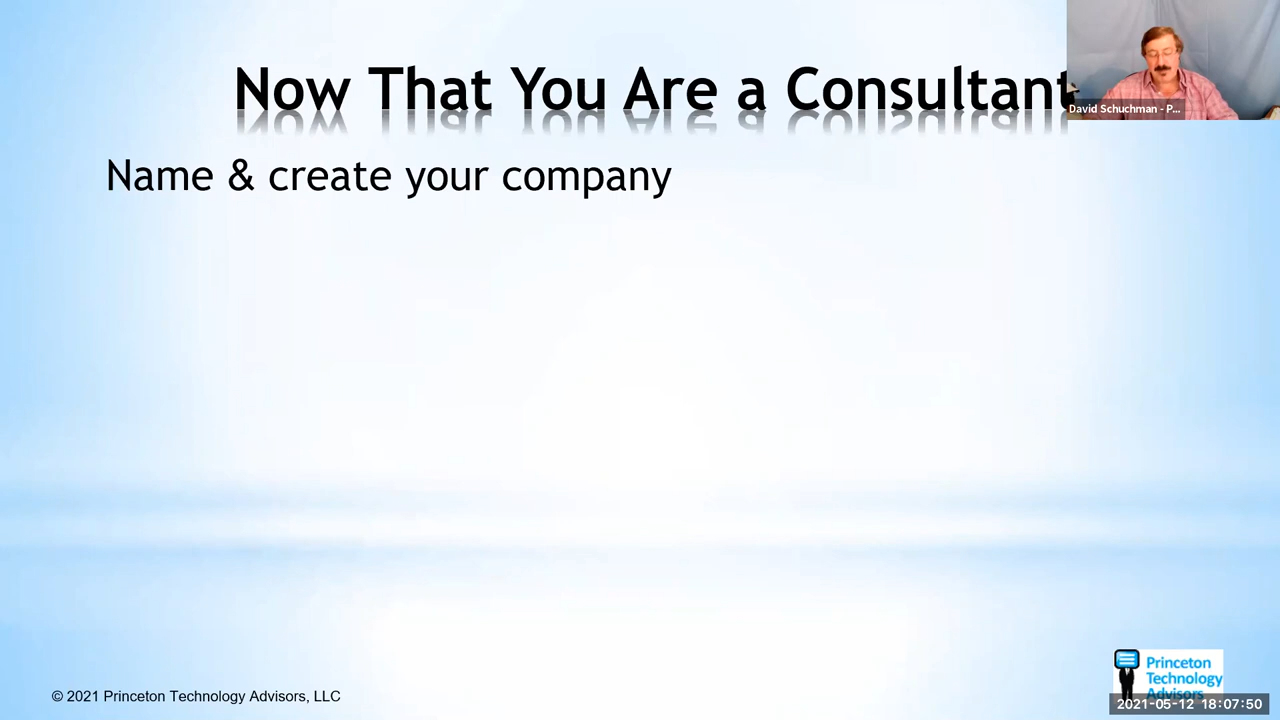 Now That You Are a Consultant
David Schuchman - P...
Name & create your company
© 2021 Princeton Technology Advisors, LLC
Princeton
Technology
Advisors
2021-05-12 18:07:50